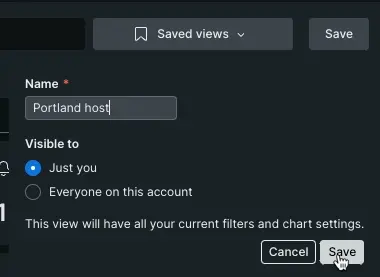 Saved views
Save
Name *
Portland host
Visible to
Just you
Everyone on this account
This view will have all your current filters and chart settings.
Cancel
Save